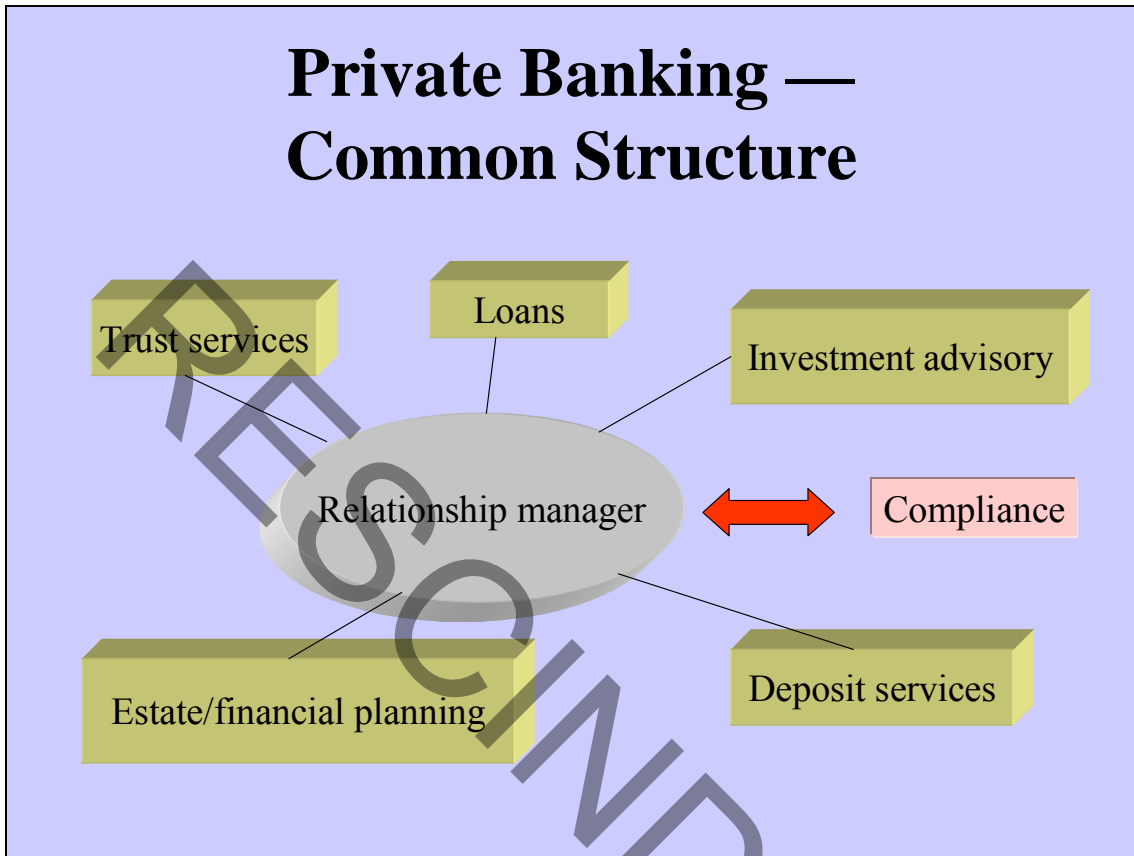 Private Banking —
Common Structure
Trust services
Loans
Investment advisory
Relationship manager
Compliance
Estate/financial planning
Deposit services
RESCIND